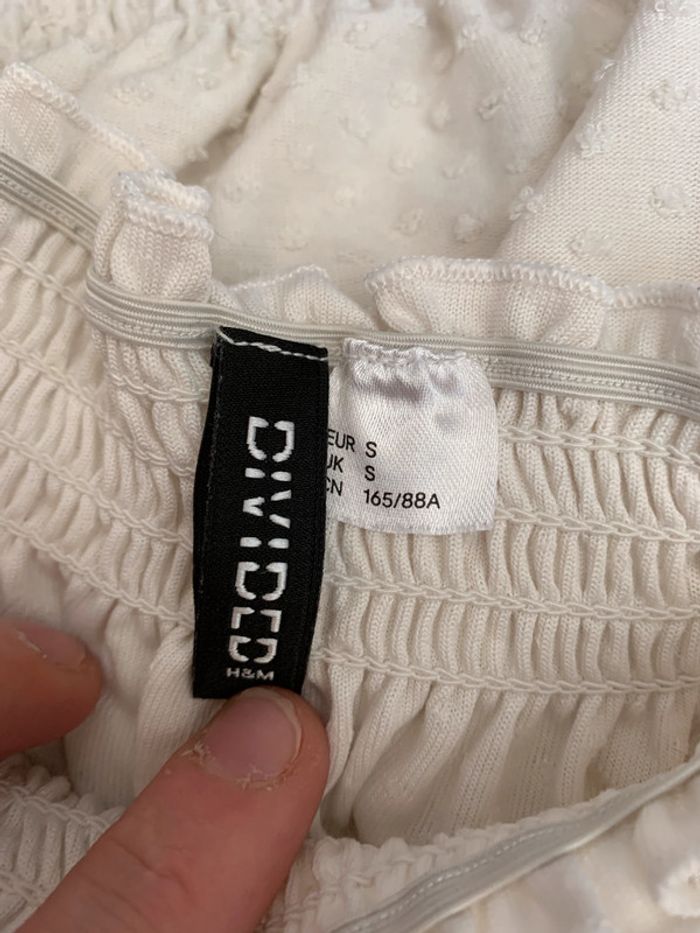 DIVIDED
H&M
EUR S
UK S
CN 165/88A